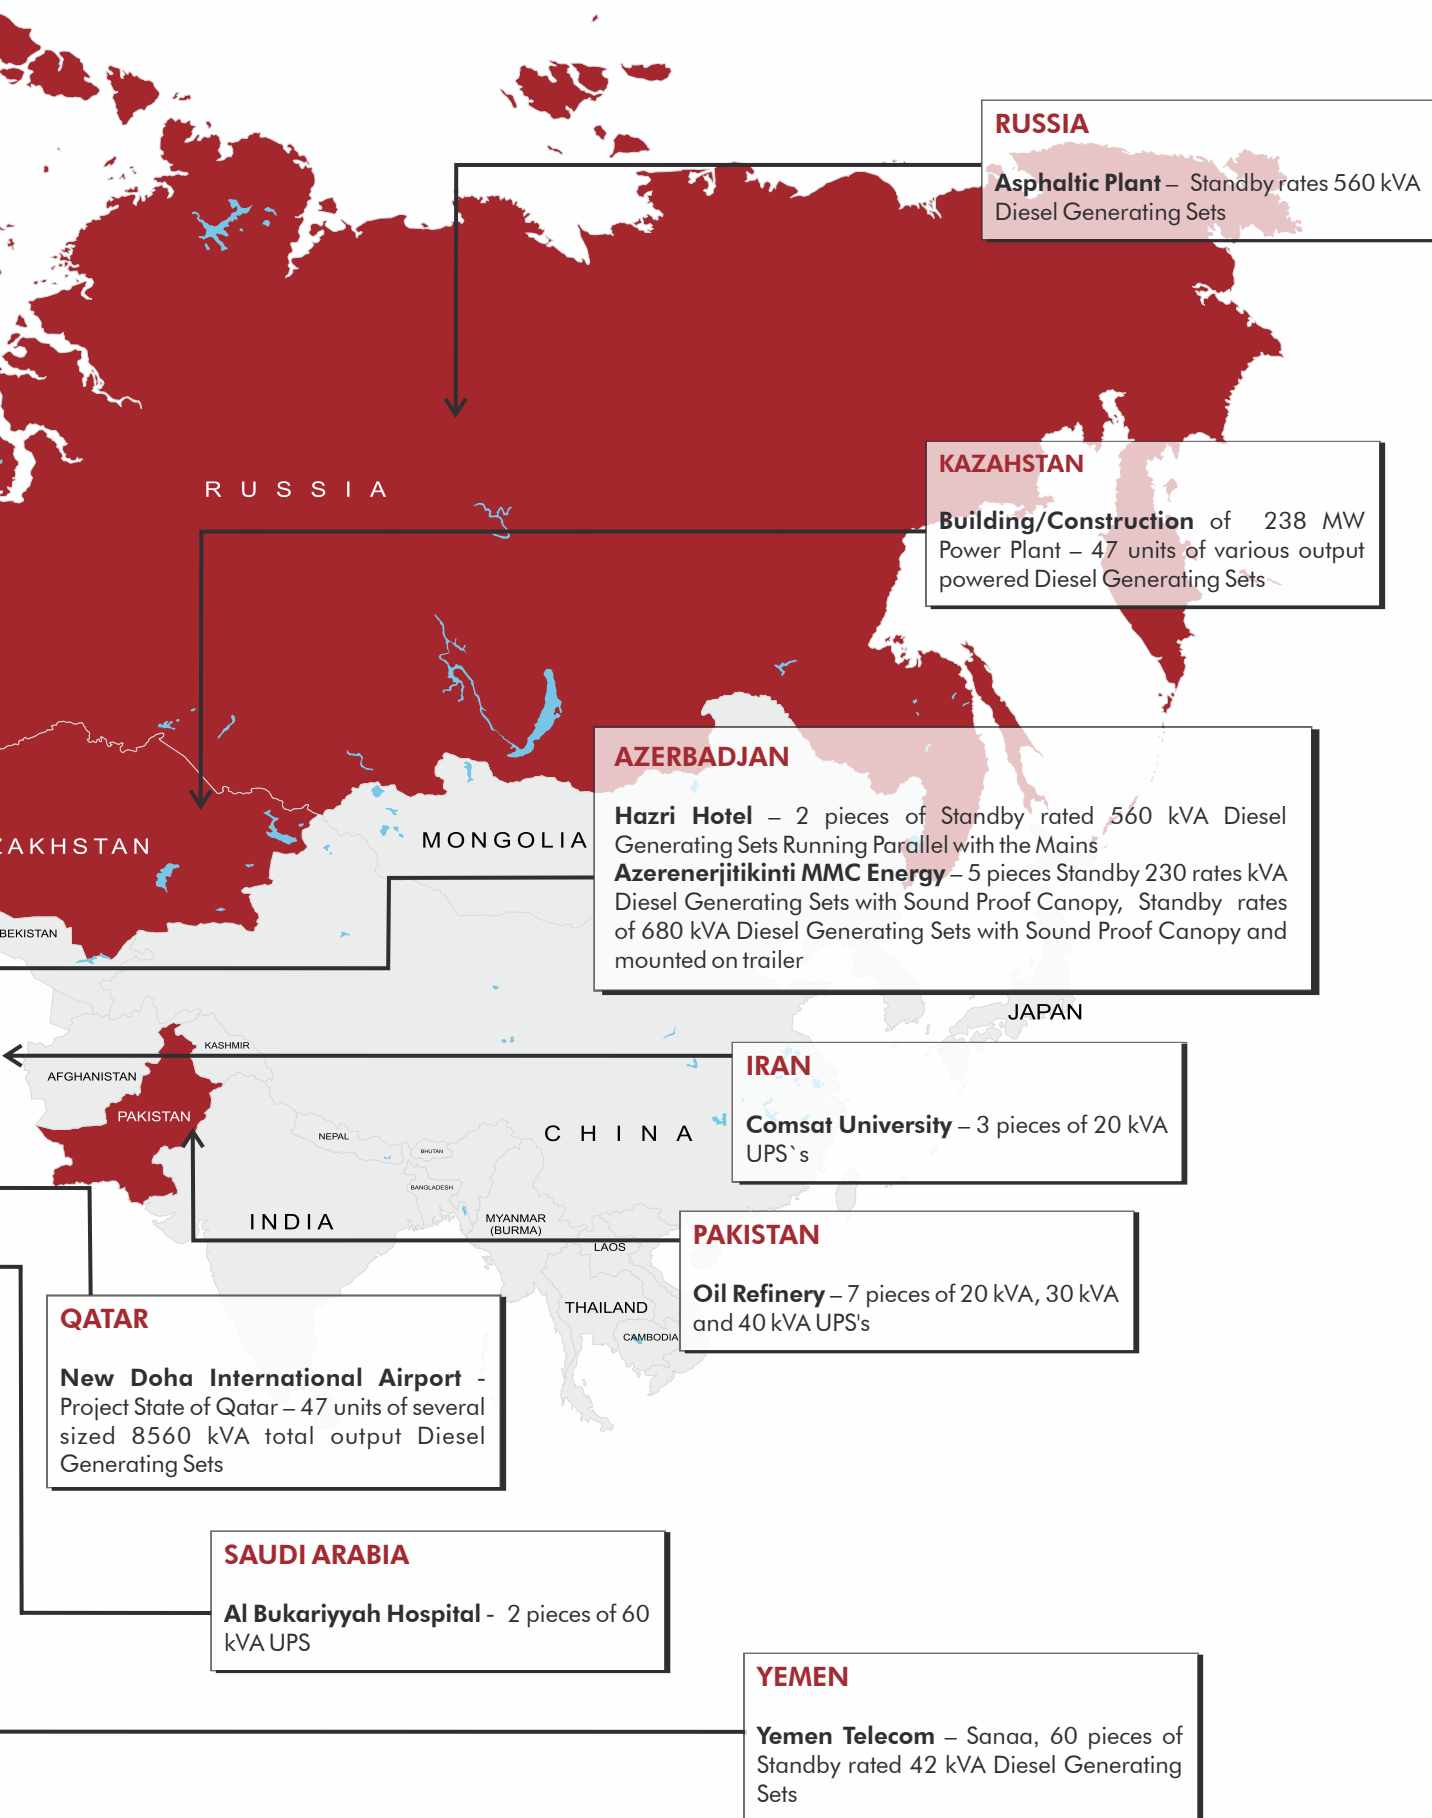 RUSSIA
Asphaltic Plant – Standby rates 560 kVA
Diesel Generating Sets
KAZAHSTAN
Building/Construction of 238 MW
Power Plant – 47 units of various output
powered Diesel Generating Sets
RUSSIA
AZERBADJAN
Hazri Hotel – 2 pieces of Standby rated 560 kVA Diesel
Generating Sets Running Parallel with the Mains
Azerenerjitikinti MMC Energy – 5 pieces Standby 230 rates kVA
Diesel Generating Sets with Sound Proof Canopy, Standby rates
of 680 kVA Diesel Generating Sets with Sound Proof Canopy and
mounted on trailer
ZAKHSTAN
MONGOLIA
BEKISTAN
JAPAN
KASHMIR
AFGHANISTAN
PAKISTAN
NEPAL
BHUTAN
BANGLADESH
CHINA
INDIA
MYANMAR
(BURMA)
LAOS
THAILAND
CAMBODIA
IRAN
Comsat University – 3 pieces of 20 kVA
UPS`s
PAKISTAN
Oil Refinery – 7 pieces of 20 kVA, 30 kVA
and 40 kVA UPS's
QATAR
New Doha International Airport -
Project State of Qatar – 47 units of several
sized 8560 kVA total output Diesel
Generating Sets
SAUDI ARABIA
Al Bukariyyah Hospital - 2 pieces of 60
kVA UPS
YEMEN
Yemen Telecom – Sanaa, 60 pieces of
Standby rated 42 kVA Diesel Generating
Sets